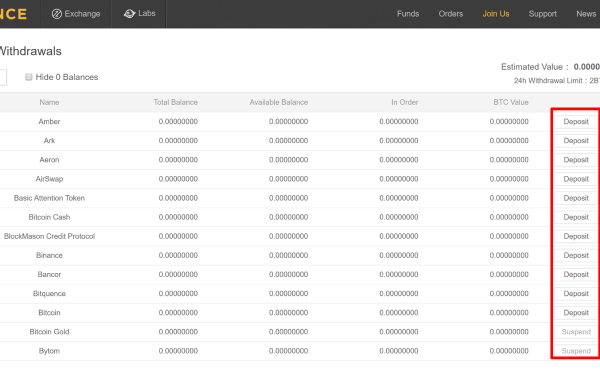 NCE Exchange Labs Funds Orders Join Us Support News
Withdrawals
Estimated Value : 0.0000
Hide 0 Balances
24h Withdrawal Limit : 2B
Name Total Balance Available Balance In Order BTC Value
Amber 0.00000000 0.00000000 0.00000000 0.00000000 Deposit
Ark 0.00000000 0.00000000 0.00000000 0.00000000 Deposit
Aeron 0.00000000 0.00000000 0.00000000 0.00000000 Deposit
AirSwap 0.00000000 0.00000000 0.00000000 0.00000000 Deposit
Basic Attention Token 0.00000000 0.00000000 0.00000000 0.00000000 Deposit
Bitcoin Cash 0.00000000 0.00000000 0.00000000 0.00000000 Deposit
BlockMason Credit Protocol 0.00000000 0.00000000 0.00000000 0.00000000 Deposit
Binance 0.00000000 0.00000000 0.00000000 0.00000000 Deposit
Bancor 0.00000000 0.00000000 0.00000000 0.00000000 Deposit
Bitquence 0.00000000 0.00000000 0.00000000 0.00000000 Deposit
Bitcoin 0.00000000 0.00000000 0.00000000 0.00000000 Deposit
Bitcoin Gold 0.00000000 0.00000000 0.00000000 0.00000000 Suspend
Bytom 0.00000000 0.00000000 0.00000000 0.00000000 Suspend